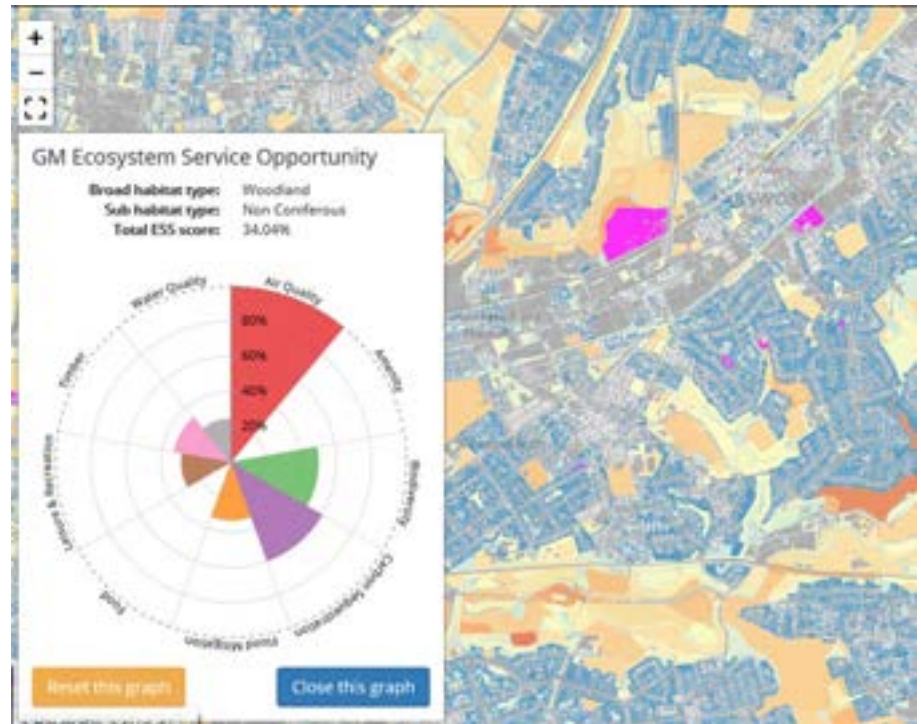 +
−
GM Ecosystem Service Opportunity
Broad habitat type: Woodland
Sub habitat type: Non Coniferous
Total ESS score: 34.04%
Water Quality
Air Quality
80%
Timber
Amenity
60%
40%
20%
Leisure & Recreation
Biodiversity
Food
Carbon Sequestration
Flood Mitigation
Reset this graph
Close this graph